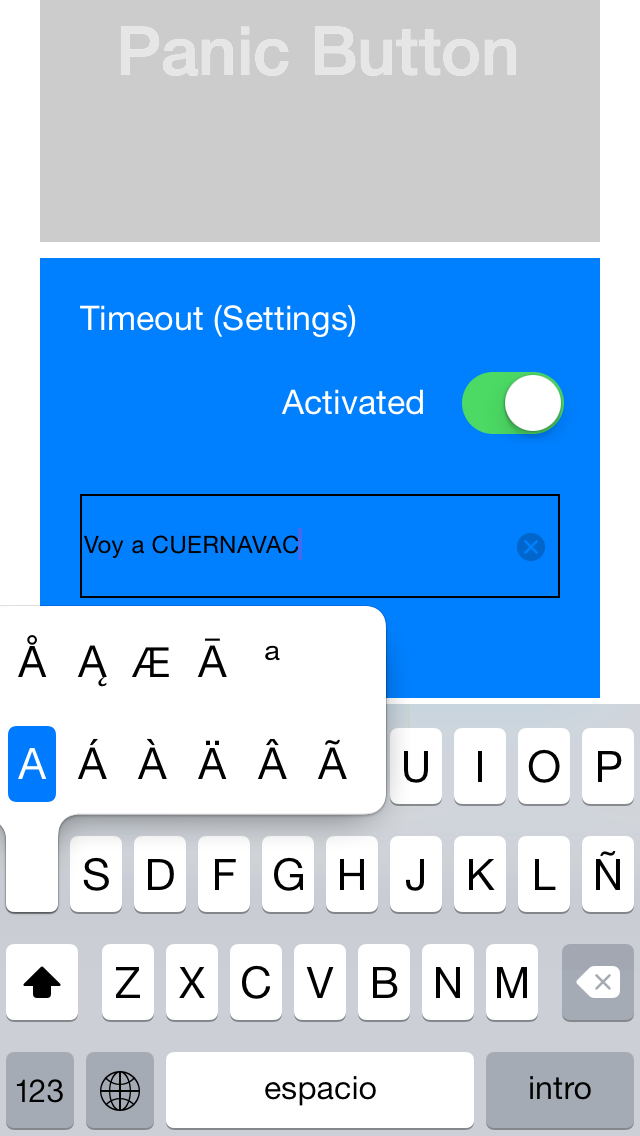 Panic Button
Timeout (Settings)
Activated
Voy a CUERNAVAC
Å Ą Æ Ā ª
A Á À Ä Â Ã U I O P
S D F G H J K L Ñ
Z X C V B N M
123 espacio intro